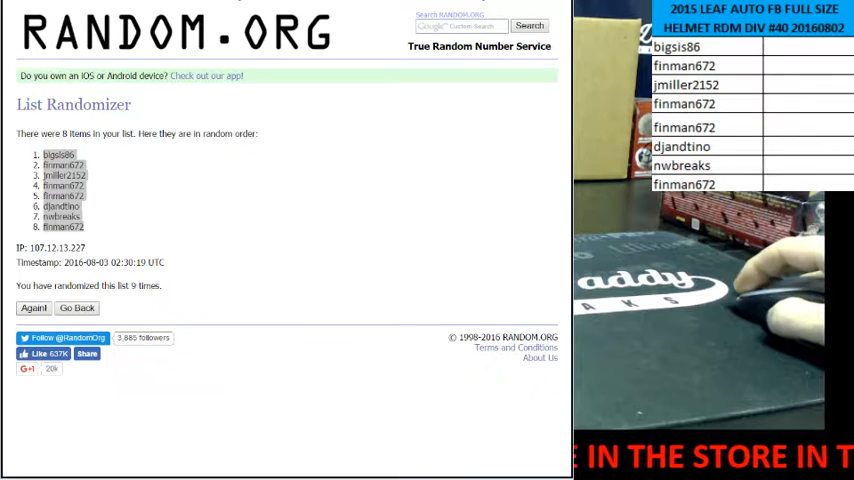 RANDOM.ORG
Search RANDOM.ORG
Google Custom Search
Search
True Random Number Service
Do you own an iOS or Android device? Check out our app!
List Randomizer
There were 8 items in your list. Here they are in random order:
1. bigsis86
2. finman672
3. jmiller2152
4. finman672
5. finman672
6. djandtino
7. nwbreaks
8. finman672
IP: 107.12.13.227
Timestamp: 2016-08-03 02:30:19 UTC
You have randomized this list 9 times.
Again!
Go Back
Follow @RandomOrg
3,885 followers
Like 637K
Share
G+1
20k
© 1998-2016 RANDOM.ORG
Terms and Conditions
About Us
2015 LEAF AUTO FB FULL SIZE
HELMET RDM DIV #40 20160802
bigsis86
finman672
jmiller2152
finman672
finman672
djandtino
nwbreaks
finman672
addy
AKS
E IN THE STORE IN T